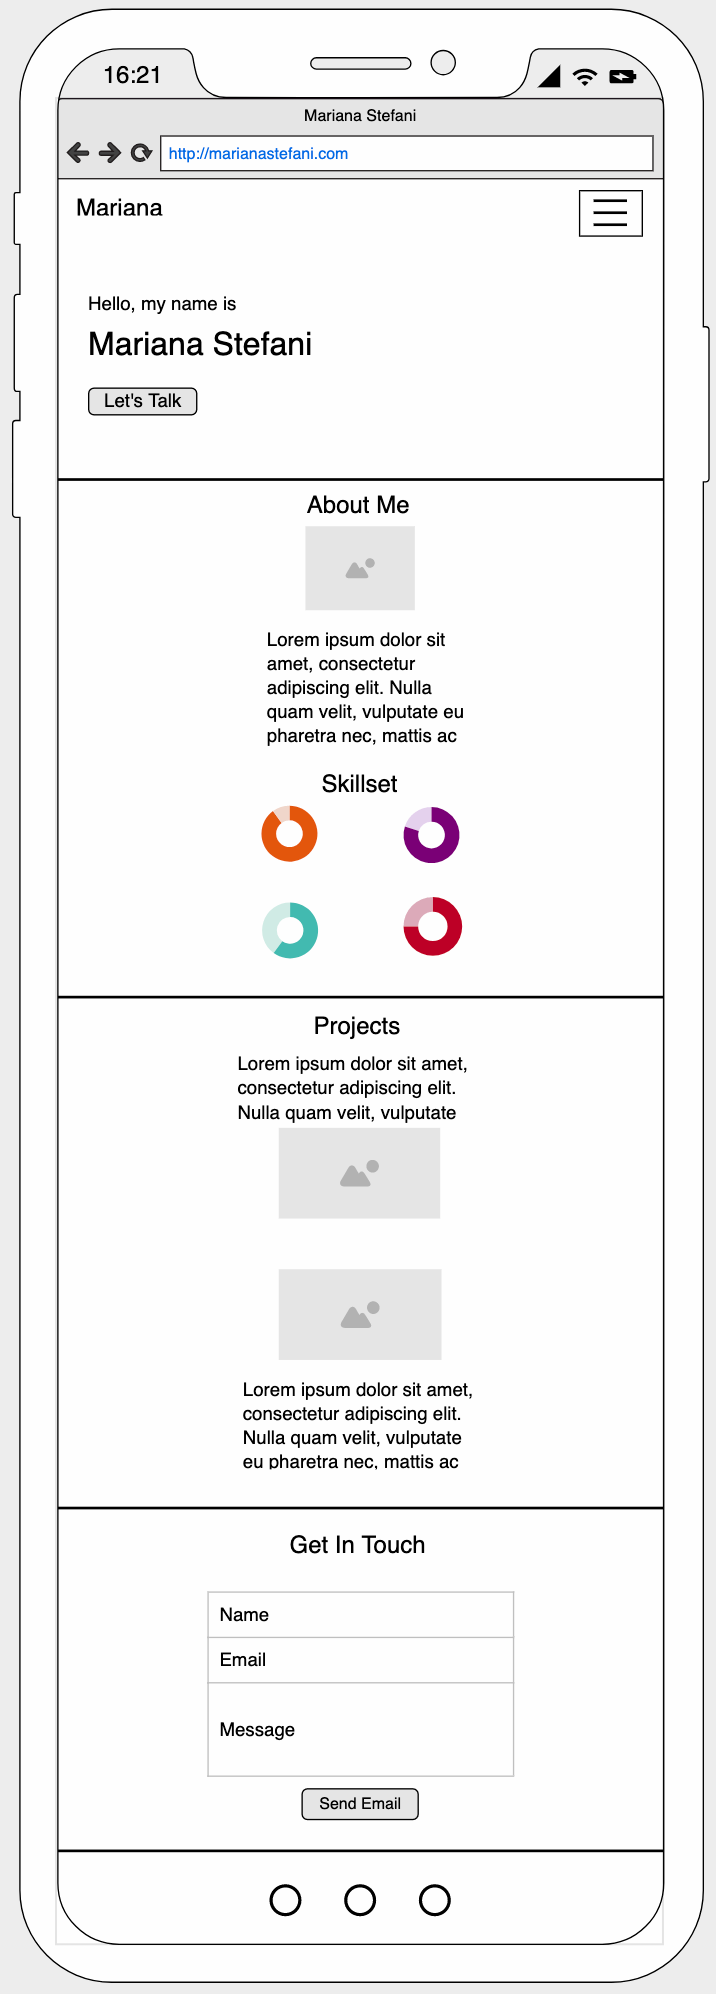 16:21
Mariana Stefani
http://marianastefani.com
Mariana
Hello, my name is
Mariana Stefani
Let's Talk
About Me
Lorem ipsum dolor sit
amet, consectetur
adipiscing elit. Nulla
quam velit, vulputate eu
pharetra nec, mattis ac
Skillset
Projects
Lorem ipsum dolor sit amet,
consectetur adipiscing elit.
Nulla quam velit, vulputate
Lorem ipsum dolor sit amet,
consectetur adipiscing elit.
Nulla quam velit, vulputate
eu pharetra nec, mattis ac
Get In Touch
Name
Email
Message
Send Email